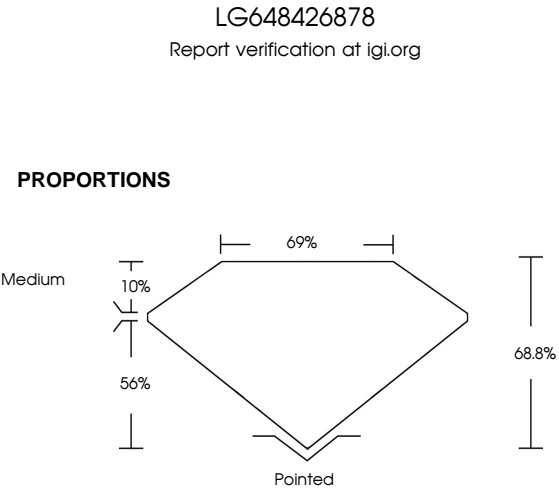 LG648426878
Report verification at igi.org
PROPORTIONS
69%
Medium
10%
68.8%
56%
Pointed